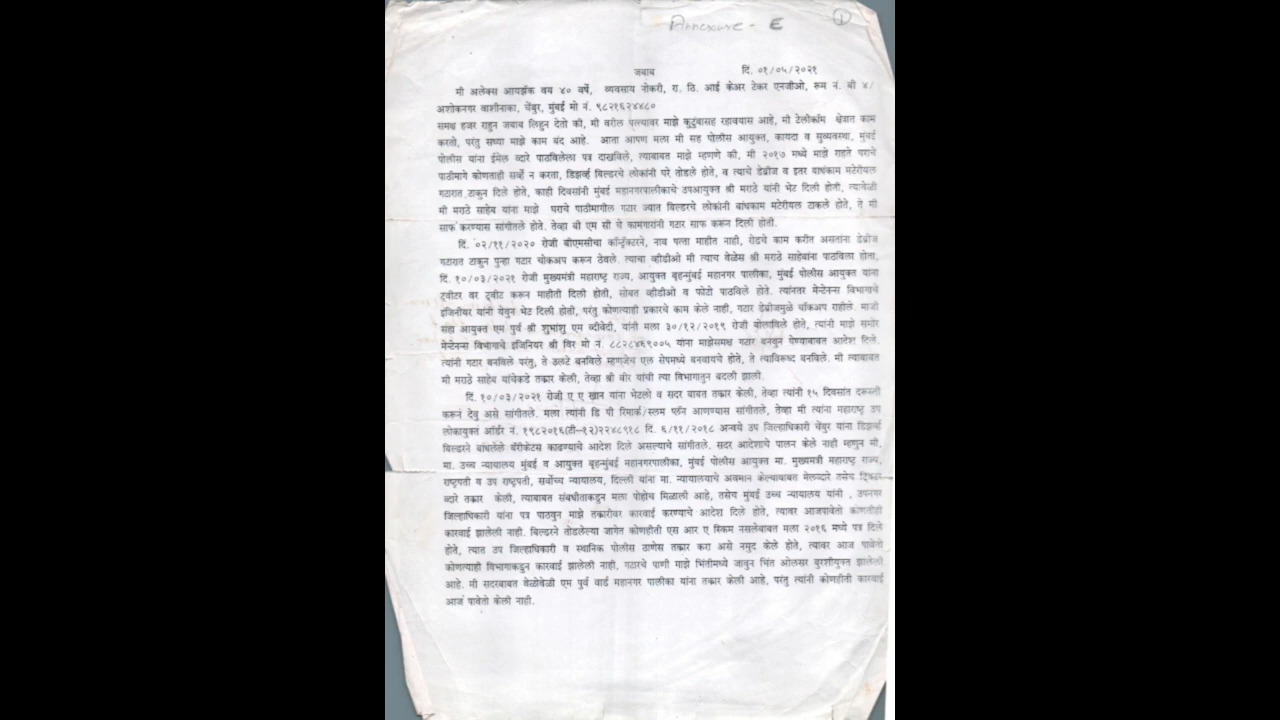 Annexure - E
1
जबाब दि. ०१/०५/२०२१
मी अलेक्स आयझॅक वय ४० वर्षे, व्यवसाय नोकरी, रा. ठि. आई केअर टेकर एनजीओ, रूम नं. बी ४/
अशोकनगर वाशीनाका, चेंबुर, मुंबई मो नं. ९८२१६२४४८०
समक्ष हजर राहुन जबाब लिहुन देतो की, मी वरील पत्त्यावर माझे कुटुंबासह रहावयास आहे, मी टेलीकॉम क्षेत्रात काम
करतो, परंतु सध्या माझे काम बंद आहे. आता आपण मला मी सह पोलीस आयुक्त, कायदा व सुव्यवस्था, मुंबई
पोलीस यांना ईमेल व्दारे पाठविलेला पत्र दाखविले, त्याबाबत माझे म्हणणे की, मी २०१७ मध्ये माझे राहते घराचे
पाठीमागे कोणताही सर्व्हे न करता, डिझर्व्ह बिल्डरचे लोकांनी घरे तोडले होते, व त्याचे डेब्रीज व इतर बाधंकाम मटेरीयल
गटारात टाकुन दिले होते, काही दिवसांनी मुंबई महानगरपालीकाचे उपआयुक्त श्री मराठे यांनी भेट दिली होती, त्यावेळी
मी मराठे साहेब यांना माझे घराचे पाठीमागील गटार ज्यात बिल्डरचे लोकांनी बांधकाम मटेरीयल टाकले होते, ते मी
साफ करण्यास सांगीतले होते. तेव्हा बी एम सी चे कामगारांनी गटार साफ करून दिली होती.
दि. ०२/११/२०२० रोजी बीएमसीचा कॉन्ट्रॅक्टरने, नाव पत्ता माहीत नाही, रोडचे काम करीत असतांना डेब्रीज
गटारात टाकुन पुन्हा गटार चोकअप करून ठेवले. त्याचा व्हीडीओ मी त्याच वेळेस श्री मराठे साहेबांना पाठविला होता,
दि. १०/०३/२०२१ रोजी मुख्यमंत्री महाराष्ट्र राज्य, आयुक्त बृहन्मुंबई महानगर पालीका, मुंबई पोलीस आयुक्त यांना
ट्वीटर वर ट्वीट करून माहीती दिली होती, सोबत व्हीडीओ व फोटो पाठविले होते. त्यानंतर मेन्टेनन्स विभागाचे
इंजिनीयर यांनी येवुन भेट दिली होती, परंतु कोणत्याही प्रकारचे काम केले नाही, गटार डेब्रीजमुळे चॉकअप राहीले. माजी
सहा आयुक्त एम पुर्व श्री शुभांशु एम व्दीवेदी, यांनी मला ३०/१२/२०१९ रोजी बोलाविले होते, त्यांनी माझे समोर
मेन्टेनन्स विभागाचे इंजिनियर श्री विर मो नं. ८८२८४६९००५ यांना माझेसमक्ष गटार बनवुन घेण्याबाबत आदेश दिले.
त्यांनी गटार बनविले परंतु, ते उलटे बनविले म्हणजेच एल सेपमध्ये बनवायचे होते, ते त्याविरूध्द बनविले. मी त्याबाबत
मी मराठे साहेब यांचेकडे तक्रार केली, तेव्हा श्री वीर यांची त्या विभागातुन बदली झाली.
दि. १०/०३/२०२१ रोजी ए ए खान यांना भेटलो व सदर बाबत तक्रार केली, तेव्हा त्यांनी १५ दिवसांत दरूस्ती
करून देवु असे सांगीतले. मला त्यांनी डि पी रिमार्क/स्लम प्लॅन आणण्यास सांगीतले, तेव्हा मी त्यांना महाराष्ट्र उप
लोकायुक्त ऑर्डर नं. १९८२०१६(टी-१२)२२४८९१८ दि. ६/११/२०१८ अन्वये उप जिल्हाधिकारी चेंबुर यांना डिझर्व्ह
बिल्डरने बांधलेले बॅरीकेटस काढण्याचे आदेश दिले असल्याचे सांगीतले. सदर आदेशाचे पालन केले नाही म्हणुन मी,
मा. उच्च न्यायालय मुंबई व आयुक्त बृहन्मुंबई महानगरपालीका, मुंबई पोलीस आयुक्त मा. मुख्यमंत्री महाराष्ट्र राज्य,
राष्ट्रपती व उप राष्ट्रपती, सर्वोच्च न्यायालय, दिल्ली यांना मा. न्यायालयाचे अवमान केल्याबाबत मेलव्दारे तसेच
व्दारे तक्रार केली, त्याबाबत संबधीताकडुन मला पोहोच मिळाली आहे, तसेच मुंबई उच्च न्यायालय यांनी , उपनगर
जिल्हाधिकारी यांना पत्र पाठवुन माझे तक्रारीवर कारवाई करण्याचे आदेश दिले होते, त्यावर आजपावेतो कोणतीही
कारवाई झालेली नाही. बिल्डरने तोडलेल्या जागेत कोणहीती एस आर ए स्किम नसलेबाबत मला २०१६ मध्ये पत्र दिले
होते, त्यात उप जिल्हाधिकारी व स्थानिक पोलीस ठाणेस तक्रार करा असे नमुद केले होते, त्यावर आज पावेतो
कोणत्याही विभागाकडुन कारवाई झालेली नाही, गटारचे पाणी माझे भिंतीमध्ये जावुन भिंत ओलसर बुरशीयुक्त झालेली
आहे. मी सदरबाबत वेळोवेळी एम पुर्व वार्ड महानगर पालीका यांना तक्रार केली आहे, परंतु त्यांनी कोणहीती कारवाई
आज पावेतो केली नाही.